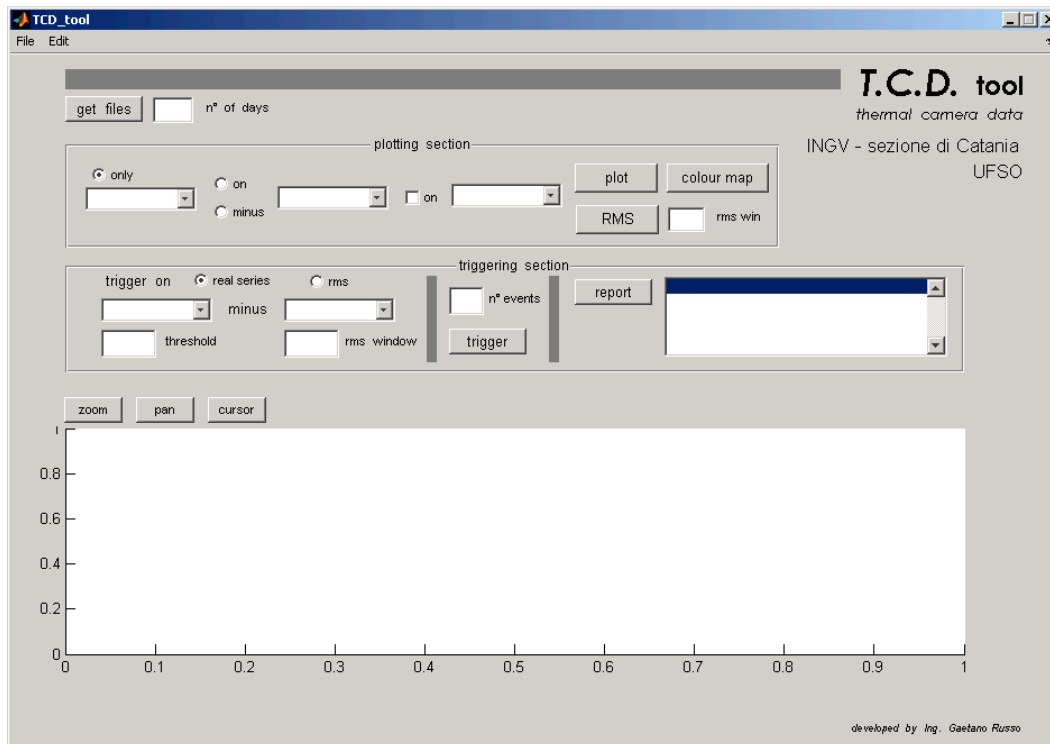 TCD_tool
File Edit
T.C.D. tool
thermal camera data
get files n° of days
INGV - sezione di Catania
UFSO
plotting section
only
on
minus
on
plot colour map
RMS rms win
triggering section
trigger on real series rms
minus
threshold rms window
n° events
trigger
report
zoom pan cursor
1
0.8
0.6
0.4
0.2
0
0 0.1 0.2 0.3 0.4 0.5 0.6 0.7 0.8 0.9 1
developed by Ing. Gaetano Russo